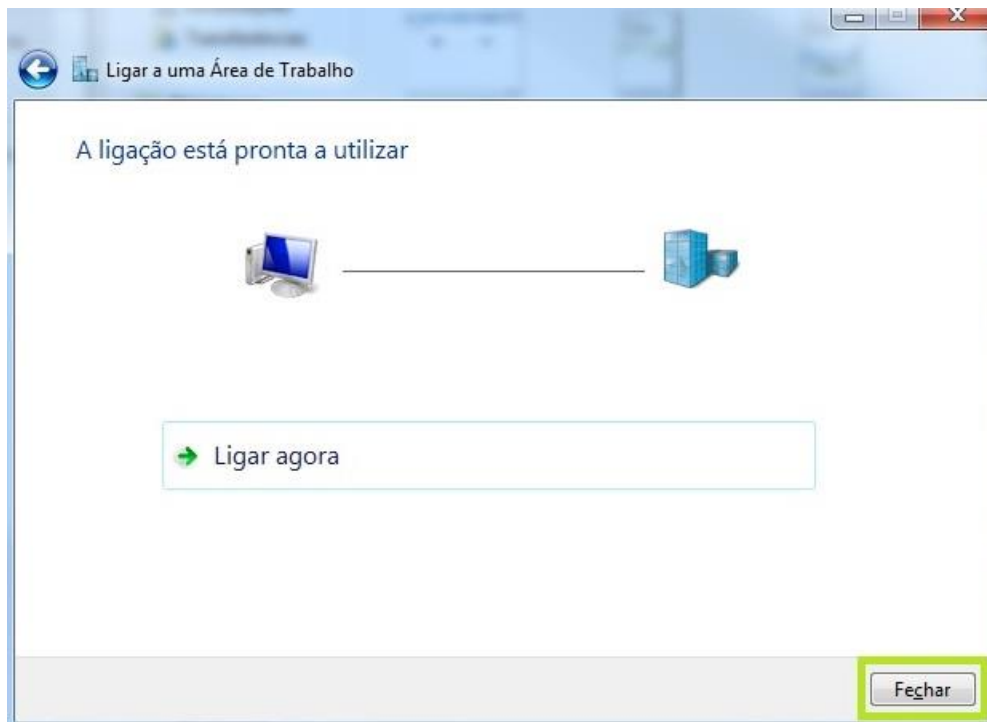 Ligar a uma Área de Trabalho
A ligação está pronta a utilizar
Ligar agora
Fechar